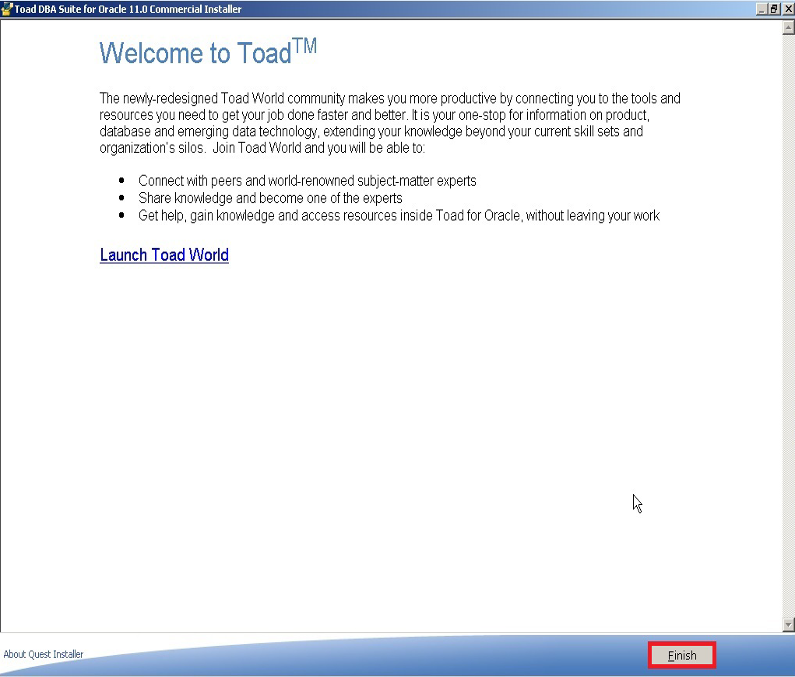 Toad DBA Suite for Oracle 11.0 Commercial Installer
Welcome to Toad™
The newly-redesigned Toad World community makes you more productive by connecting you to the tools and
resources you need to get your job done faster and better. It is your one-stop for information on product,
database and emerging data technology, extending your knowledge beyond your current skill sets and
organization's silos. Join Toad World and you will be able to:
• Connect with peers and world-renowned subject-matter experts
• Share knowledge and become one of the experts
• Get help, gain knowledge and access resources inside Toad for Oracle, without leaving your work
Launch Toad World
About Quest Installer
Finish